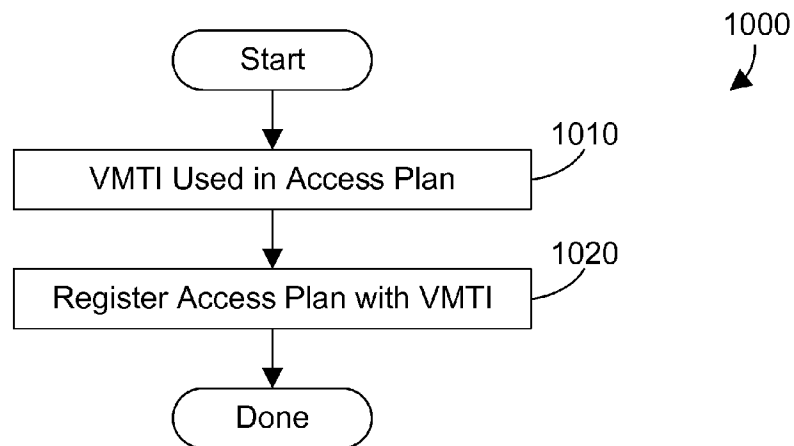 1000
Start
1010
VMTI Used in Access Plan
1020
Register Access Plan with VMTI
Done